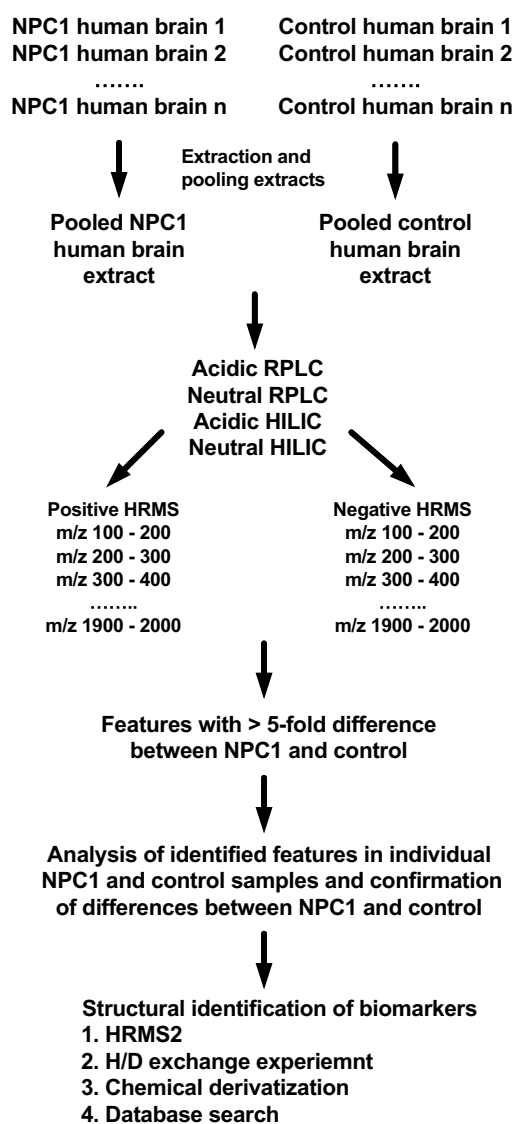 NPC1 human brain 1
NPC1 human brain 2
.......
NPC1 human brain n
Control human brain 1
Control human brain 2
.......
Control human brain n
Extraction and
pooling extracts
Pooled NPC1
human brain
extract
Pooled control
human brain
extract
Acidic RPLC
Neutral RPLC
Acidic HILIC
Neutral HILIC
Positive HRMS
m/z 100 - 200
m/z 200 - 300
m/z 300 - 400
........
m/z 1900 - 2000
Negative HRMS
m/z 100 - 200
m/z 200 - 300
m/z 300 - 400
........
m/z 1900 - 2000
Features with > 5-fold difference
between NPC1 and control
Analysis of identified features in individual
NPC1 and control samples and confirmation
of differences between NPC1 and control
Structural identification of biomarkers
1. HRMS2
2. H/D exchange experiemnt
3. Chemical derivatization
4. Database search